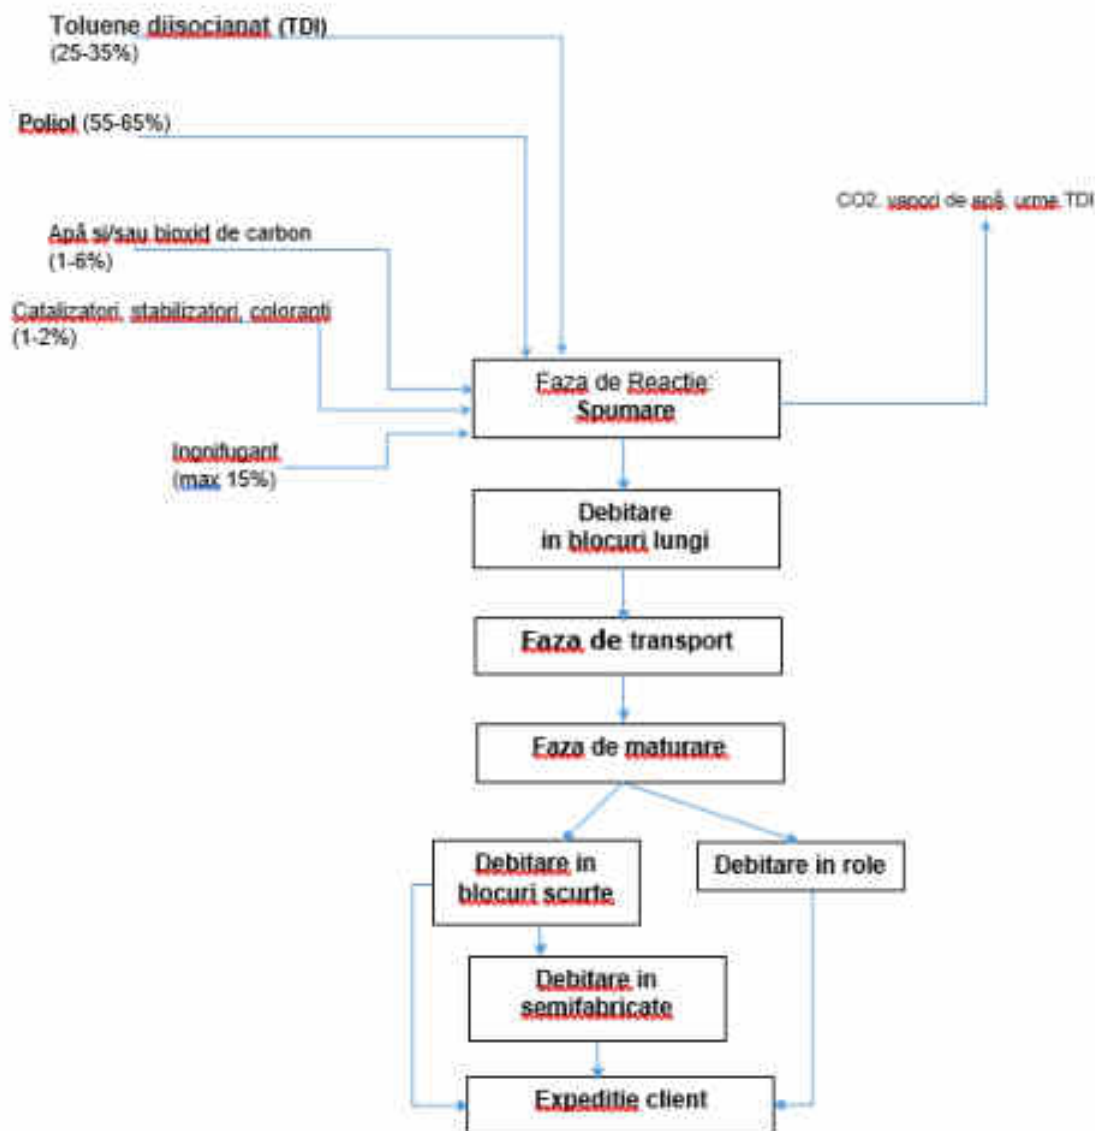 Toluene diisocianat (TDI)
(25-35%)
Poliol (55-65%)
CO2, vapori de apă, urme TDI
Apă si/sau bioxid de carbon
(1-6%)
Catalizatori, stabilizatori, coloranti
(1-2%)
Faza de Reactie:
Spumare
Ingnifugant
(max 15%)
Debitare
in blocuri lungi
Faza de transport
Faza de maturare
Debitare in
blocuri scurte
Debitare in role
Debitare in
semifabricate
Expeditie client